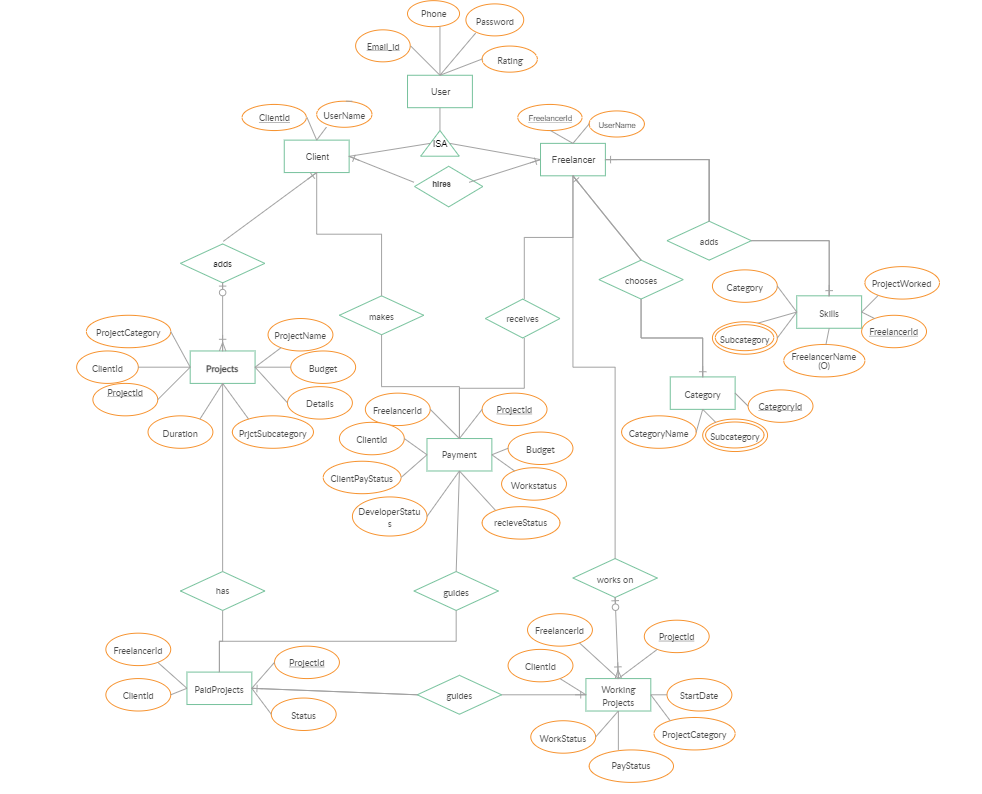 Phone
Password
Email_Id
Rating
User
ClientId
UserName
FreelancerId
UserName
ISA
Client
Freelancer
hires
adds
adds
chooses
Category
ProjectWorked
makes
receives
Skills
Subcategory
FreelancerId
FreelancerName
(O)
ProjectCategory
ProjectName
ClientId
Projects
Budget
ProjectId
Details
Duration
PrjctSubcategory
Category
CategoryId
CategoryName
Subcategory
FreelancerId
ProjectId
ClientId
Payment
Budget
ClientPayStatus
Workstatus
DeveloperStatu
s
recieveStatus
has
guides
works on
FreelancerId
ProjectId
FreelancerId
ProjectId
ClientId
ClientId
PaidProjects
Status
guides
Working
Projects
StartDate
WorkStatus
ProjectCategory
PayStatus